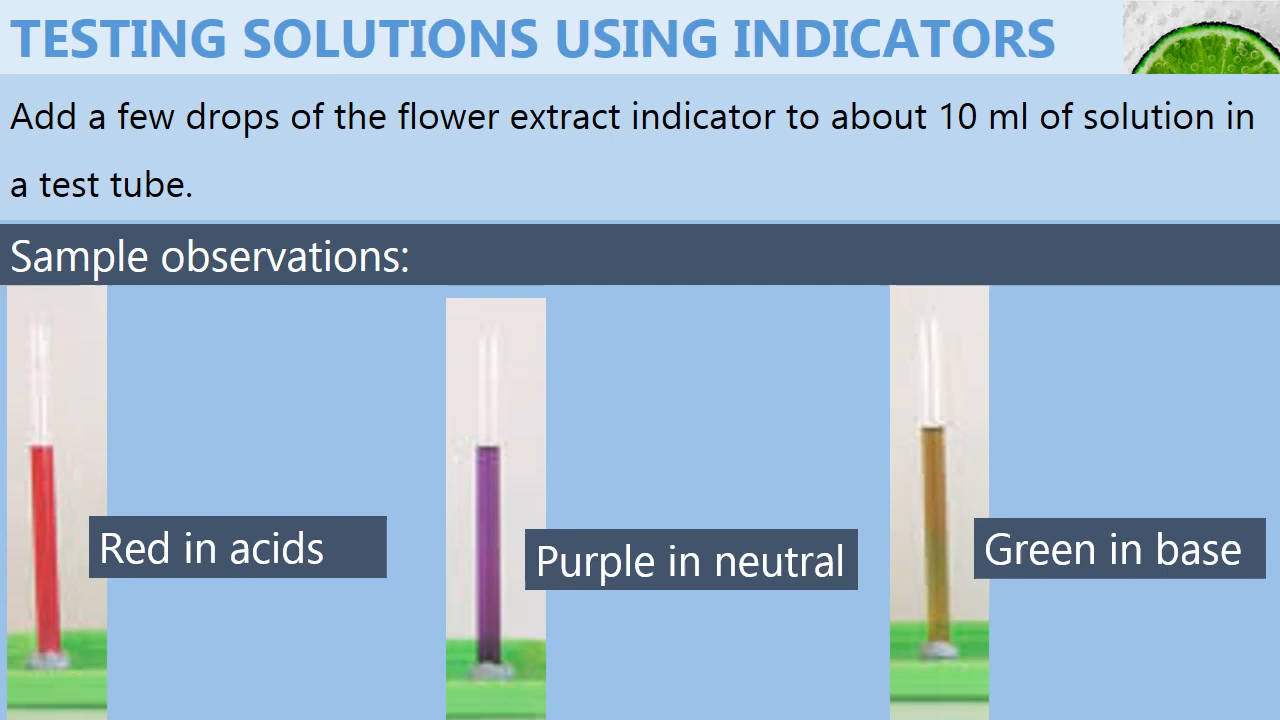 TESTING SOLUTIONS USING INDICATORS
Add a few drops of the flower extract indicator to about 10 ml of solution in
a test tube.
Sample observations:
Red in acids
Purple in neutral
Green in base